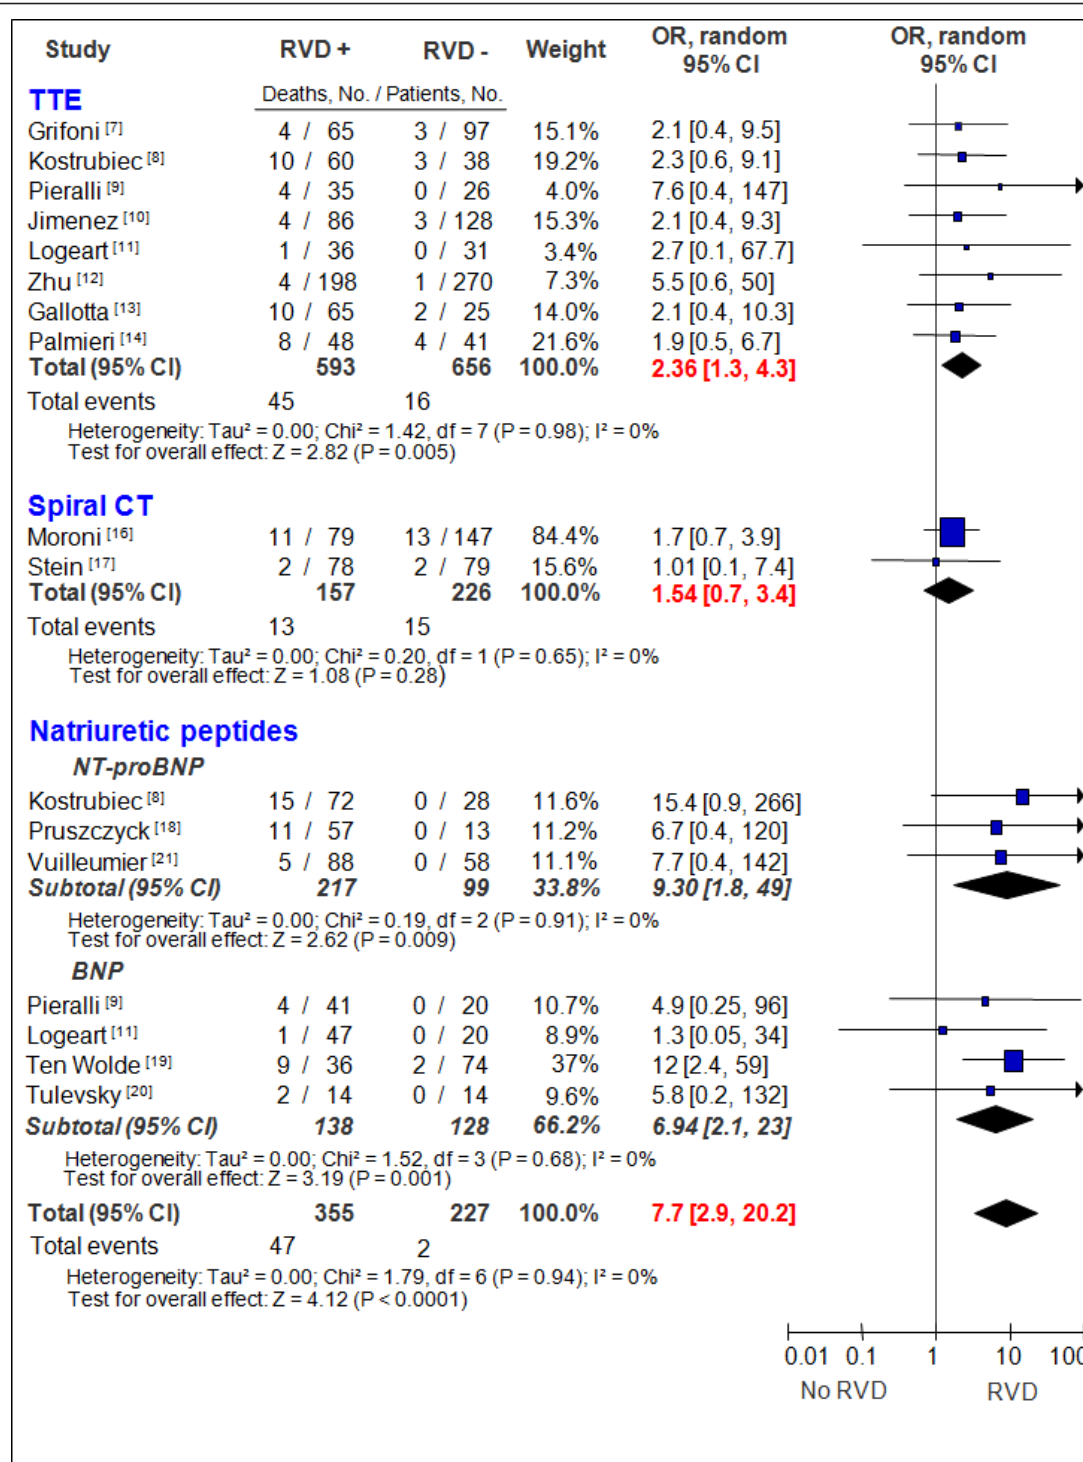 Study RVD + RVD - Weight OR, random 95% CI OR, random 95% CI
TTE Deaths, No. / Patients, No.
Grifoni [7] 4 / 65 3 / 97 15.1% 2.1 [0.4, 9.5]
Kostrubiec [8] 10 / 60 3 / 38 19.2% 2.3 [0.6, 9.1]
Pieralli [9] 4 / 35 0 / 26 4.0% 7.6 [0.4, 147]
Jimenez [10] 4 / 86 3 / 128 15.3% 2.1 [0.4, 9.3]
Logeart [11] 1 / 36 0 / 31 3.4% 2.7 [0.1, 67.7]
Zhu [12] 4 / 198 1 / 270 7.3% 5.5 [0.6, 50]
Gallotta [13] 10 / 65 2 / 25 14.0% 2.1 [0.4, 10.3]
Palmieri [14] 8 / 48 4 / 41 21.6% 1.9 [0.5, 6.7]
Total (95% CI) 593 656 100.0% 2.36 [1.3, 4.3]
Total events 45 16
Heterogeneity: Tau² = 0.00; Chi² = 1.42, df = 7 (P = 0.98); I² = 0%
Test for overall effect: Z = 2.82 (P = 0.005)
Spiral CT
Moroni [16] 11 / 79 13 / 147 84.4% 1.7 [0.7, 3.9]
Stein [17] 2 / 78 2 / 79 15.6% 1.01 [0.1, 7.4]
Total (95% CI) 157 226 100.0% 1.54 [0.7, 3.4]
Total events 13 15
Heterogeneity: Tau² = 0.00; Chi² = 0.20, df = 1 (P = 0.65); I² = 0%
Test for overall effect: Z = 1.08 (P = 0.28)
Natriuretic peptides
NT-proBNP
Kostrubiec [8] 15 / 72 0 / 28 11.6% 15.4 [0.9, 266]
Pruszczyck [18] 11 / 57 0 / 13 11.2% 6.7 [0.4, 120]
Vuilleumier [21] 5 / 88 0 / 58 11.1% 7.7 [0.4, 142]
Subtotal (95% CI) 217 99 33.8% 9.30 [1.8, 49]
Heterogeneity: Tau² = 0.00; Chi² = 0.19, df = 2 (P = 0.91); I² = 0%
Test for overall effect: Z = 2.62 (P = 0.009)
BNP
Pieralli [9] 4 / 41 0 / 20 10.7% 4.9 [0.25, 96]
Logeart [11] 1 / 47 0 / 20 8.9% 1.3 [0.05, 34]
Ten Wolde [19] 9 / 36 2 / 74 37% 12 [2.4, 59]
Tulevsky [20] 2 / 14 0 / 14 9.6% 5.8 [0.2, 132]
Subtotal (95% CI) 138 128 66.2% 6.94 [2.1, 23]
Heterogeneity: Tau² = 0.00; Chi² = 1.52, df = 3 (P = 0.68); I² = 0%
Test for overall effect: Z = 3.19 (P = 0.001)
Total (95% CI) 355 227 100.0% 7.7 [2.9, 20.2]
Total events 47 2
Heterogeneity: Tau² = 0.00; Chi² = 1.79, df = 6 (P = 0.94); I² = 0%
Test for overall effect: Z = 4.12 (P < 0.0001)
0.01 0.1 1 10 100
No RVD RVD